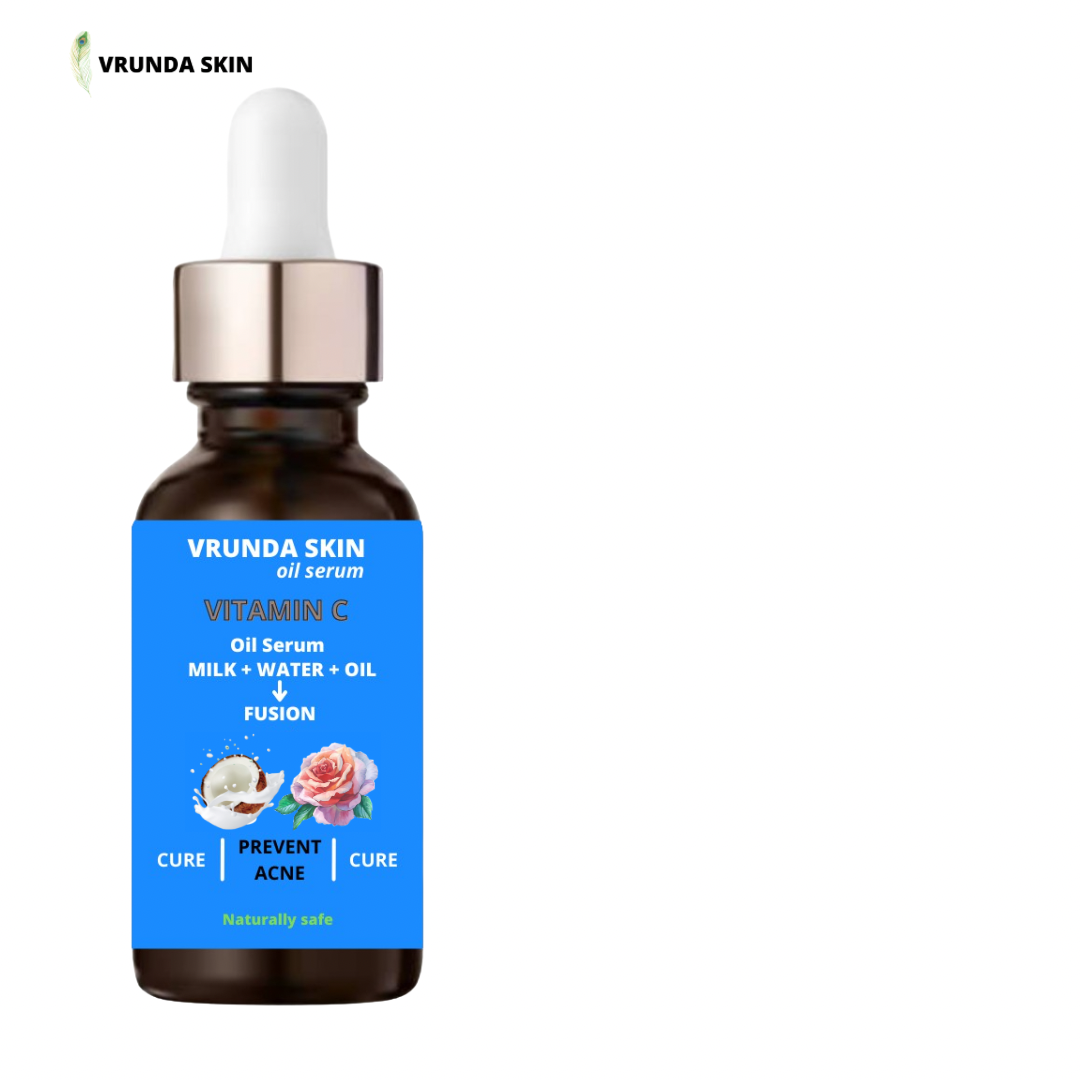 VRUNDA SKIN
VRUNDA SKIN
oil serum
VITAMIN C
Oil Serum
MILK + WATER + OIL
↓
FUSION
CURE | PREVENT ACNE | CURE
Naturally safe